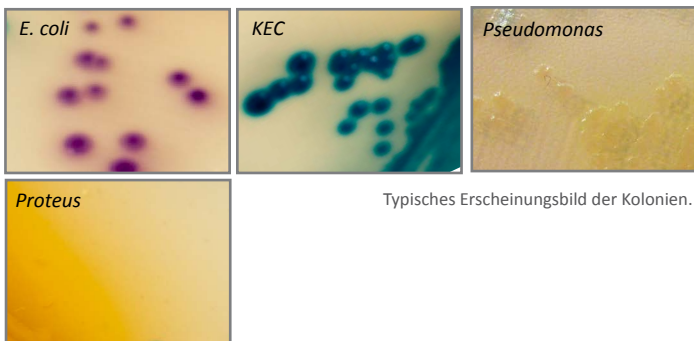 E. coli
KEC
Pseudomonas
Proteus
Typisches Erscheinungsbild der Kolonien.